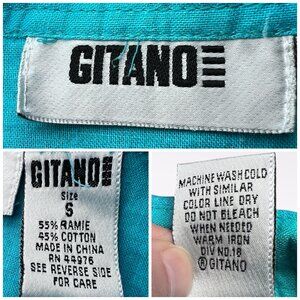 GITANO
GITANO
Size
S
55% RAMIE
45% COTTON
MADE IN CHINA
RN 44976
SEE REVERSE SIDE
FOR CARE
MACHINE WASH COLD
WITH SIMILAR
COLOR LINE DRY
DO NOT BLEACH
WHEN NEEDED
WARM IRON
DIV NO.18
®GITANO